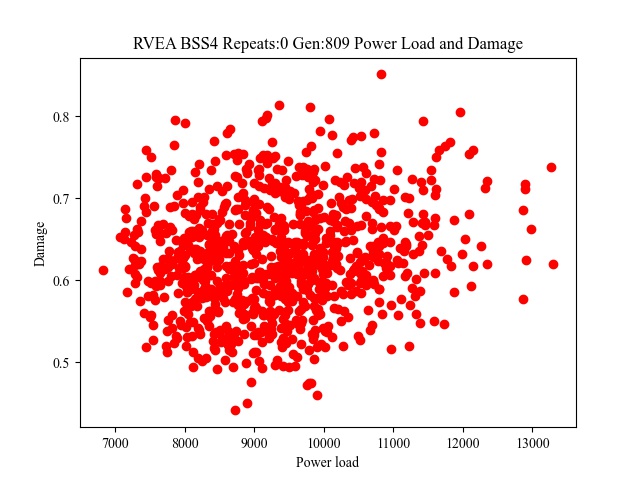 RVEA BSS4 Repeats:0 Gen:809 Power Load and Damage
0.8
0.7
0.6
0.5
Damage
7000 8000 9000 10000 11000 12000 13000
Power load